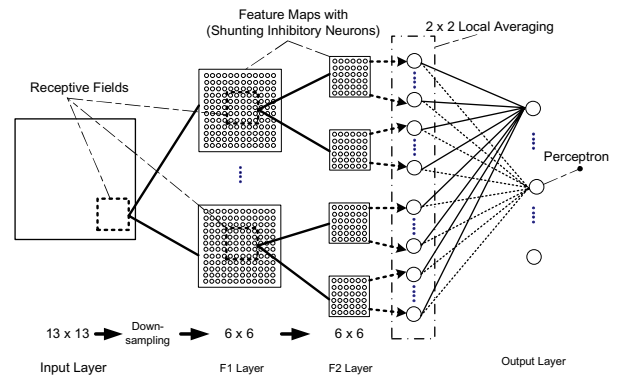 Feature Maps with
(Shunting Inhibitory Neurons)
2 x 2 Local Averaging
Receptive Fields
Perceptron
13 x 13
Down-
sampling
6 x 6
6 x 6
Input Layer
F1 Layer
F2 Layer
Output Layer